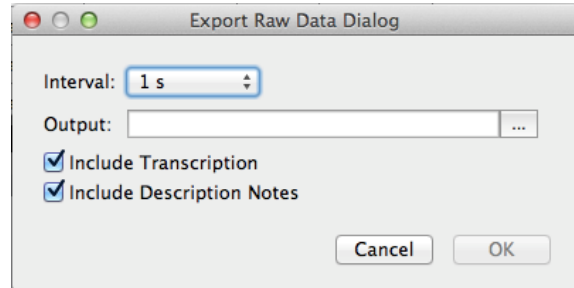 Export Raw Data Dialog
Interval: 1 s
Output: ...
Include Transcription
Include Description Notes
Cancel OK